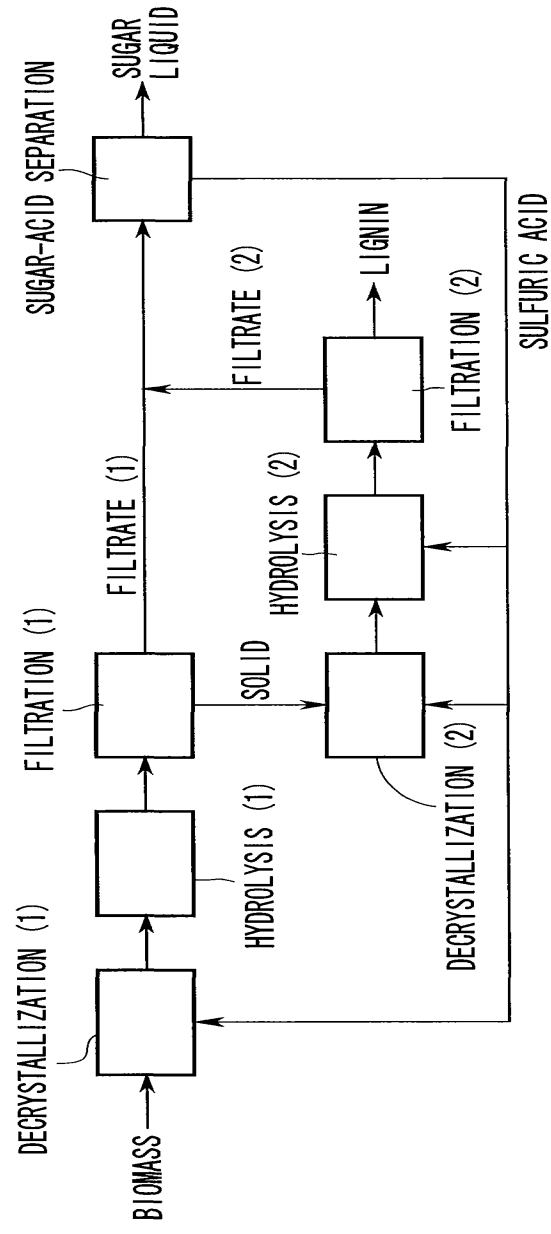 BIOMASS
DECRYSTALLIZATION (1)
HYDROLYSIS (1)
FILTRATION (1)
FILTRATE (1)
SUGAR-ACID SEPARATION
SUGAR
LIQUID
SOLID
DECRYSTALLIZATION (2)
HYDROLYSIS (2)
FILTRATION (2)
FILTRATE (2)
LIGNIN
SULFURIC ACID